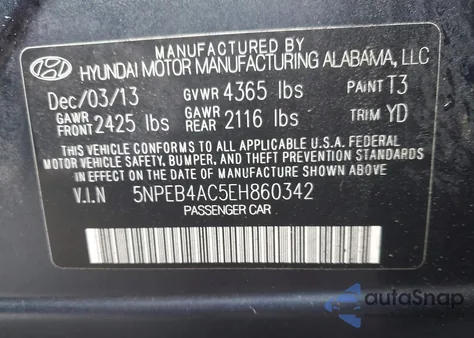 MANUFACTURED BY
HYUNDAI MOTOR MANUFACTURING ALABAMA, LLC
Dec/03/13 GVWR 4365 lbs PAINT T3
GAWR FRONT 2425 lbs GAWR REAR 2116 lbs TRIM YD
THIS VEHICLE CONFORMS TO ALL APPLICABLE U.S.A. FEDERAL
MOTOR VEHICLE SAFETY, BUMPER, AND THEFT PREVENTION
STANDARDS IN EFFECT ON THE DATE OF
MANUFACTURE SHOWN ABOVE.
V.I.N 5NPEB4AC5EH860342
PASSENGER CAR
autoSnap